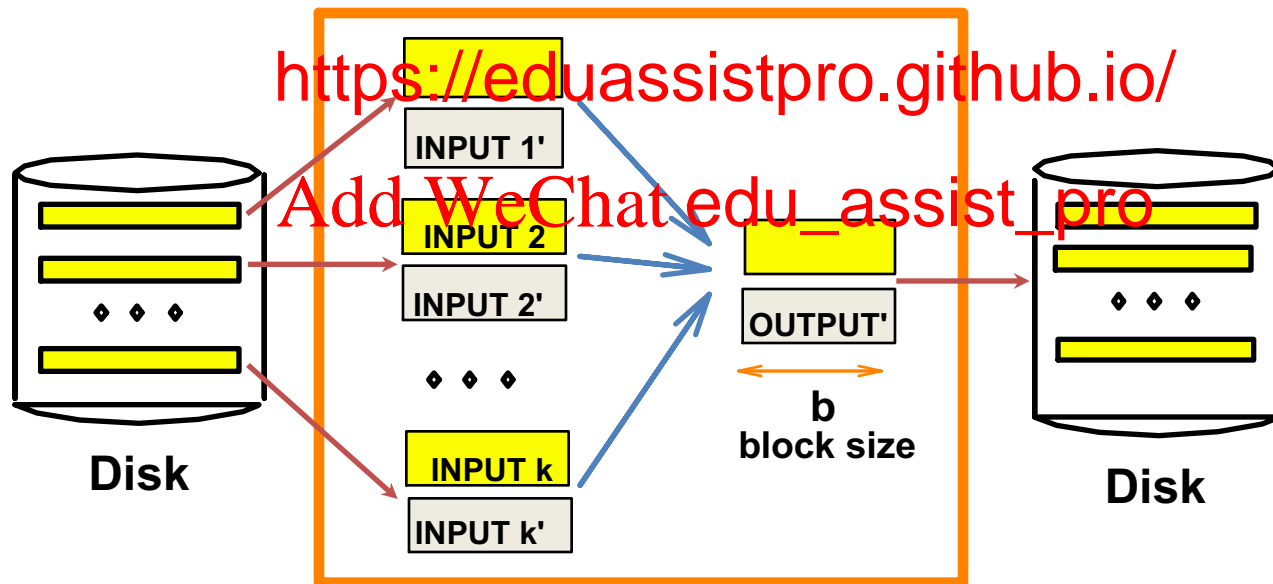 https://eduassistpro.github.io/
INPUT 1'
Add WeChat edu_assist_pro
INPUT 2
INPUT 2'
OUTPUT'
b
block size
INPUT k
INPUT k'
Disk
Disk